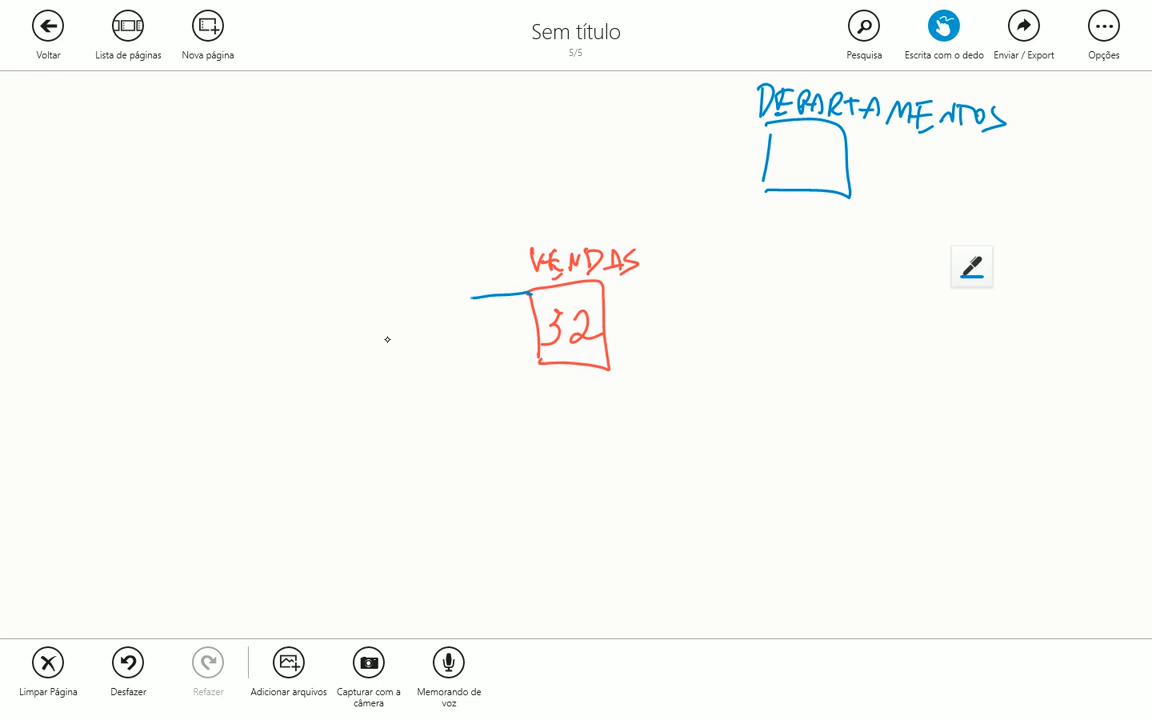 Sem título
5/5
Voltar
Lista de páginas
Nova página
Pesquisa
Escrita com o dedo
Enviar / Export
Opções
DEPARTAMENTOS
VENDAS
32
Limpar Página
Desfazer
Refazer
Adicionar arquivos
Capturar com a
câmera
Memorando de
voz